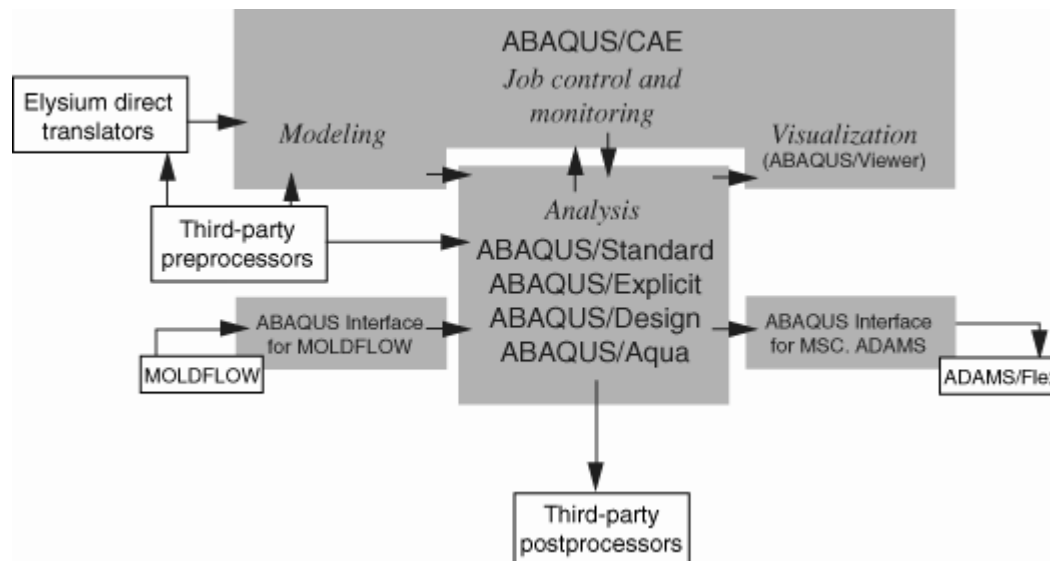 ABAQUS/CAE
Job control and
monitoring
Elysium direct
translators
Modeling
Visualization
(ABAQUS/Viewer)
Third-party
preprocessors
Analysis
ABAQUS/Standard
ABAQUS/Explicit
ABAQUS/Design
ABAQUS/Aqua
ABAQUS Interface
for MOLDFLOW
MOLDFLOW
ABAQUS Interface
for MSC. ADAMS
ADAMS/Flex
Third-party
postprocessors